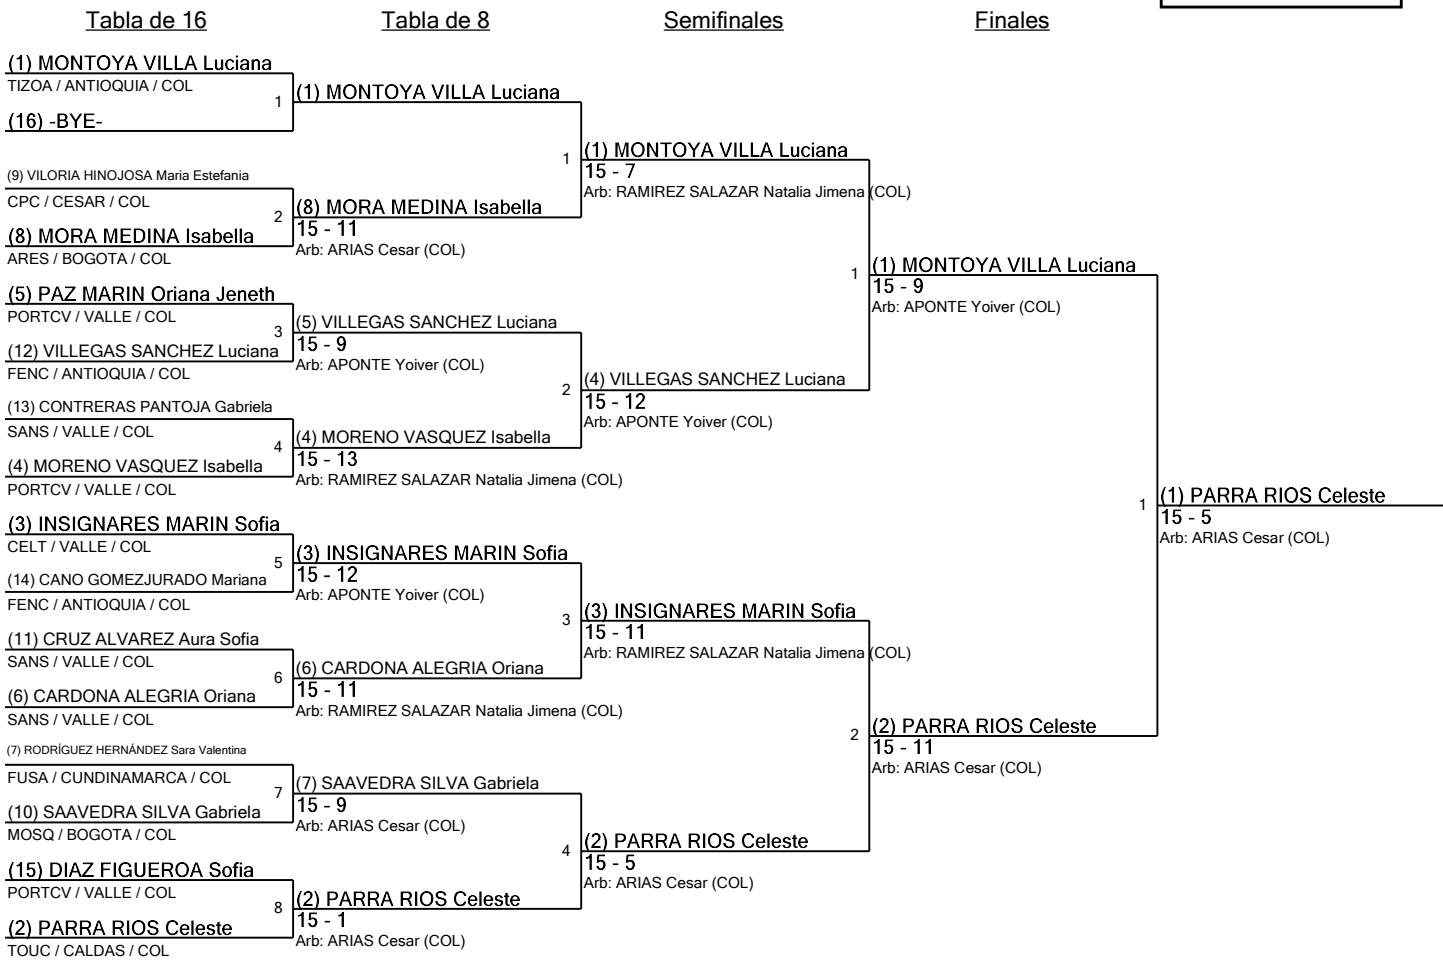 Tabla de 16
Tabla de 8
Semifinales
Finales
(1) MONTOYA VILLA Luciana
TIZOA / ANTIOQUIA / COL
1
(16) -BYE-
(9) VILORIA HINOJOSA Maria Estefania
CPC / CESAR / COL
2
(8) MORA MEDINA Isabella
ARES / BOGOTA / COL
(5) PAZ MARIN Oriana Jeneth
PORTCV / VALLE / COL
3
(12) VILLEGAS SANCHEZ Luciana
FENC / ANTIOQUIA / COL
(13) CONTRERAS PANTOJA Gabriela
SANS / VALLE / COL
4
(4) MORENO VASQUEZ Isabella
PORTCV / VALLE / COL
(3) INSIGNARES MARIN Sofia
CELT / VALLE / COL
5
(14) CANO GOMEZJURADO Mariana
FENC / ANTIOQUIA / COL
(11) CRUZ ALVAREZ Aura Sofia
SANS / VALLE / COL
6
(6) CARDONA ALEGRIA Oriana
SANS / VALLE / COL
(7) RODRÍGUEZ HERNÁNDEZ Sara Valentina
FUSA / CUNDINAMARCA / COL
7
(10) SAAVEDRA SILVA Gabriela
MOSQ / BOGOTA / COL
(15) DIAZ FIGUEROA Sofia
PORTCV / VALLE / COL
8
(2) PARRA RIOS Celeste
TOUC / CALDAS / COL
(1) MONTOYA VILLA Luciana
1
(8) MORA MEDINA Isabella
15 - 11
Arb: ARIAS Cesar (COL)
(5) VILLEGAS SANCHEZ Luciana
15 - 9
Arb: APONTE Yoiver (COL)
2
(4) MORENO VASQUEZ Isabella
15 - 13
Arb: RAMIREZ SALAZAR Natalia Jimena (COL)
(3) INSIGNARES MARIN Sofia
15 - 12
Arb: APONTE Yoiver (COL)
3
(6) CARDONA ALEGRIA Oriana
15 - 11
Arb: RAMIREZ SALAZAR Natalia Jimena (COL)
(7) SAAVEDRA SILVA Gabriela
15 - 9
Arb: ARIAS Cesar (COL)
4
(2) PARRA RIOS Celeste
15 - 1
Arb: ARIAS Cesar (COL)
(1) MONTOYA VILLA Luciana
15 - 7
Arb: RAMIREZ SALAZAR Natalia Jimena (COL)
1
(4) VILLEGAS SANCHEZ Luciana
15 - 12
Arb: APONTE Yoiver (COL)
(3) INSIGNARES MARIN Sofia
15 - 11
Arb: RAMIREZ SALAZAR Natalia Jimena (COL)
2
(2) PARRA RIOS Celeste
15 - 5
Arb: ARIAS Cesar (COL)
(1) MONTOYA VILLA Luciana
15 - 9
Arb: APONTE Yoiver (COL)
1
(2) PARRA RIOS Celeste
15 - 11
Arb: ARIAS Cesar (COL)
(1) PARRA RIOS Celeste
15 - 5
Arb: ARIAS Cesar (COL)